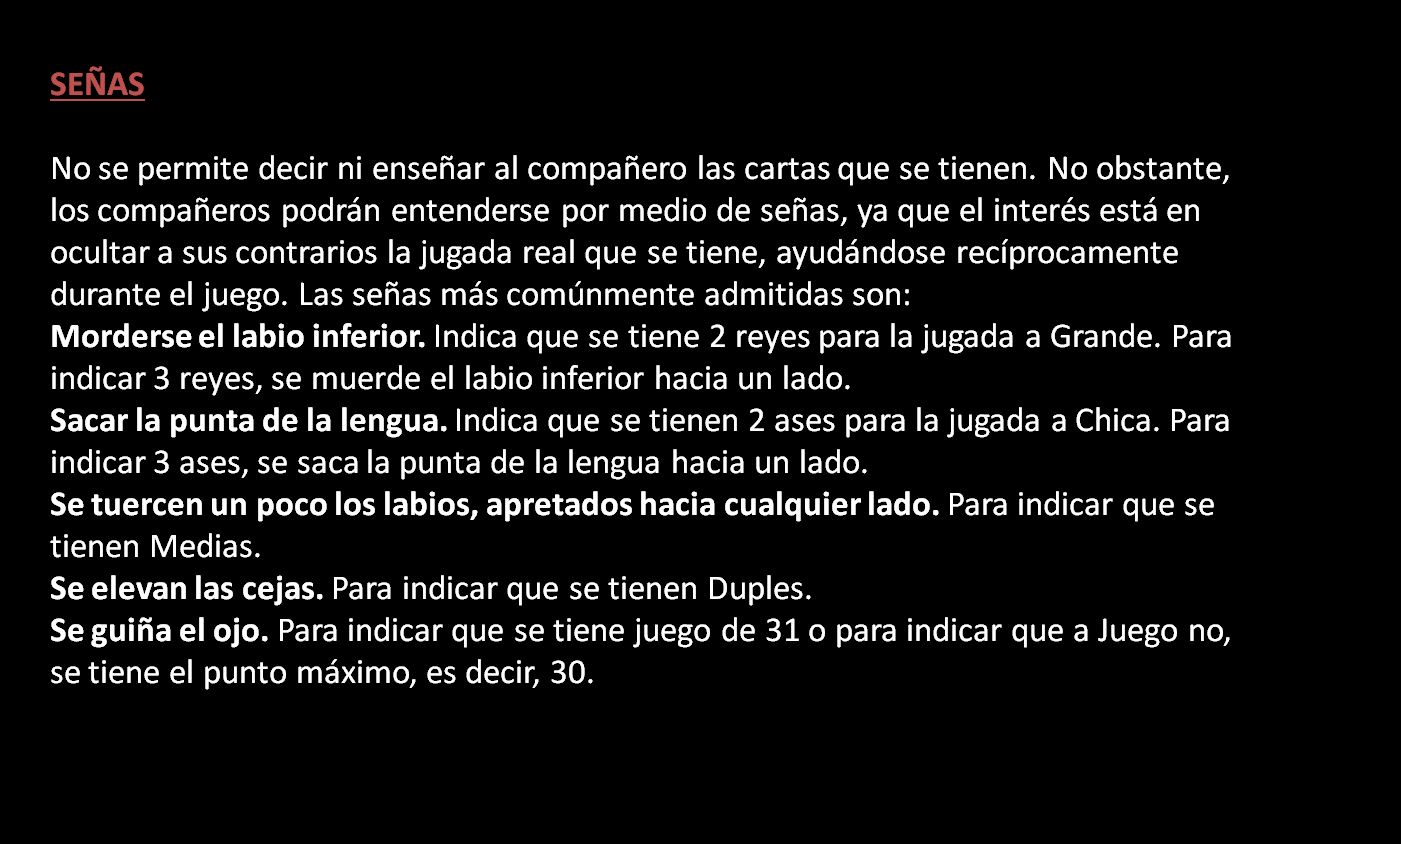 SEÑAS
No se permite decir ni enseñar al compañero las cartas que se tienen. No obstante,
los compañeros podrán entenderse por medio de señas, ya que el interés está en
ocultar a sus contrarios la jugada real que se tiene, ayudándose recíprocamente
durante el juego. Las señas más comúnmente admitidas son:
Morderse el labio inferior. Indica que se tiene 2 reyes para la jugada a Grande. Para
indicar 3 reyes, se muerde el labio inferior hacia un lado.
Sacar la punta de la lengua. Indica que se tienen 2 ases para la jugada a Chica. Para
indicar 3 ases, se saca la punta de la lengua hacia un lado.
Se tuercen un poco los labios, apretados hacia cualquier lado. Para indicar que se
tienen Medias.
Se elevan las cejas. Para indicar que se tienen Duples.
Se guiña el ojo. Para indicar que se tiene juego de 31 o para indicar que a Juego no,
se tiene el punto máximo, es decir, 30.